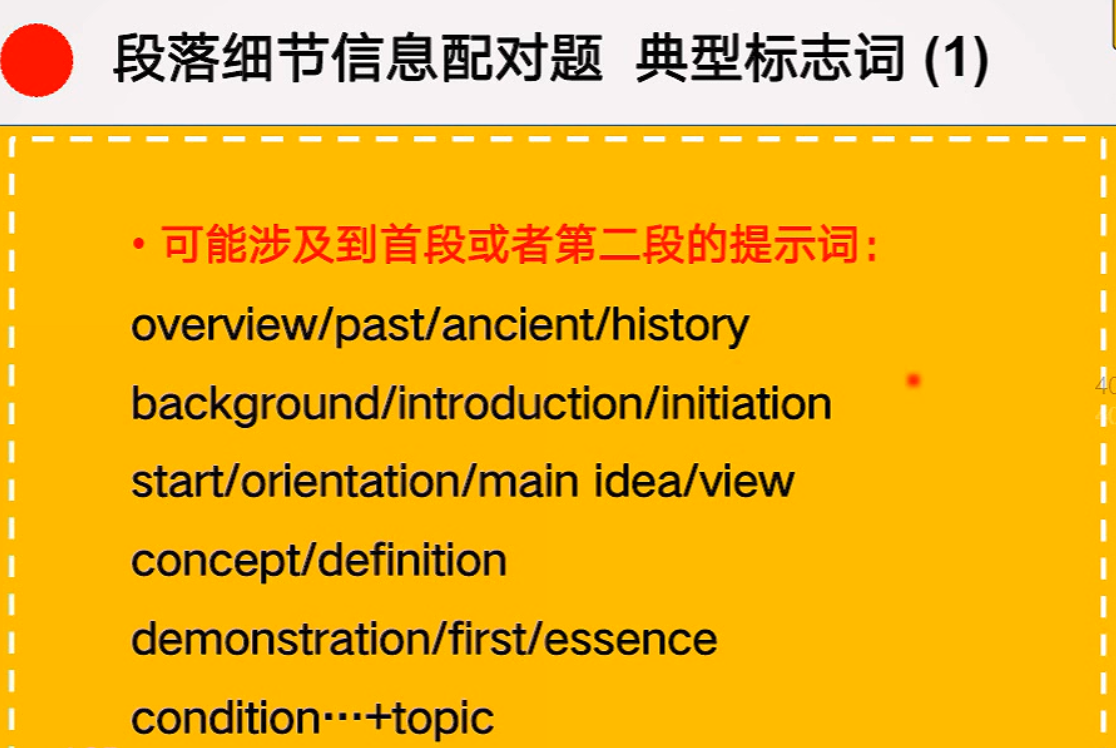 段落细节信息配对题 典型标志词 (1)
• 可能涉及到首段或者第二段的提示词：
overview/past/ancient/history
background/introduction/initiation
start/orientation/main idea/view
concept/definition
demonstration/first/essence
condition···+topic